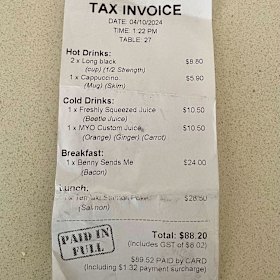 TAX INVOICE
DATE: 04/10/2024
TIME: 1:22 PM
TABLE: 27
Hot Drinks:
2 x Long black $8.80
(cup) (1/2 Strength)
1 x Cappuccino $5.90
(Mug) (Skim)
Cold Drinks:
1 x Freshly Squeezed Juice $10.50
(Beetle Juice)
1 x MYO Custom Juice $10.50
(Orange) (Ginger) (Carrot)
Breakfast:
1 x Benny Sends Me $24.00
(Bacon)
Lunch:
1 x Salmon $28.50
(Salmon)
PAID IN
FULL
Total: $88.20
(Includes GST of $8.02)
$89.52 PAID by CARD
(Including $1.32 payment surcharge)